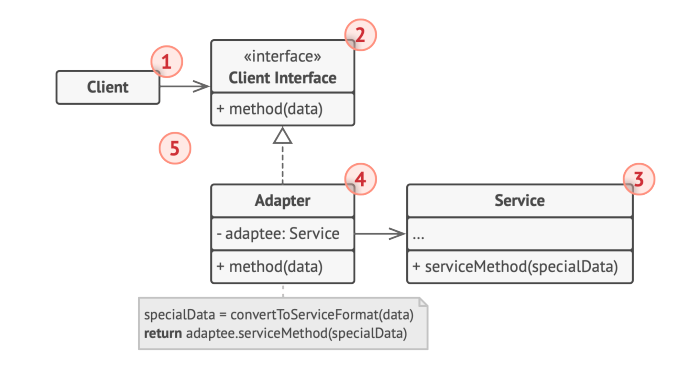 1
2
«interface»
Client Interface
Client
+ method(data)
5
4
3
Adapter
Service
- adaptee: Service
...
+ method(data)
+ serviceMethod(specialData)
specialData = convertToServiceFormat(data)
return adaptee.serviceMethod(specialData)